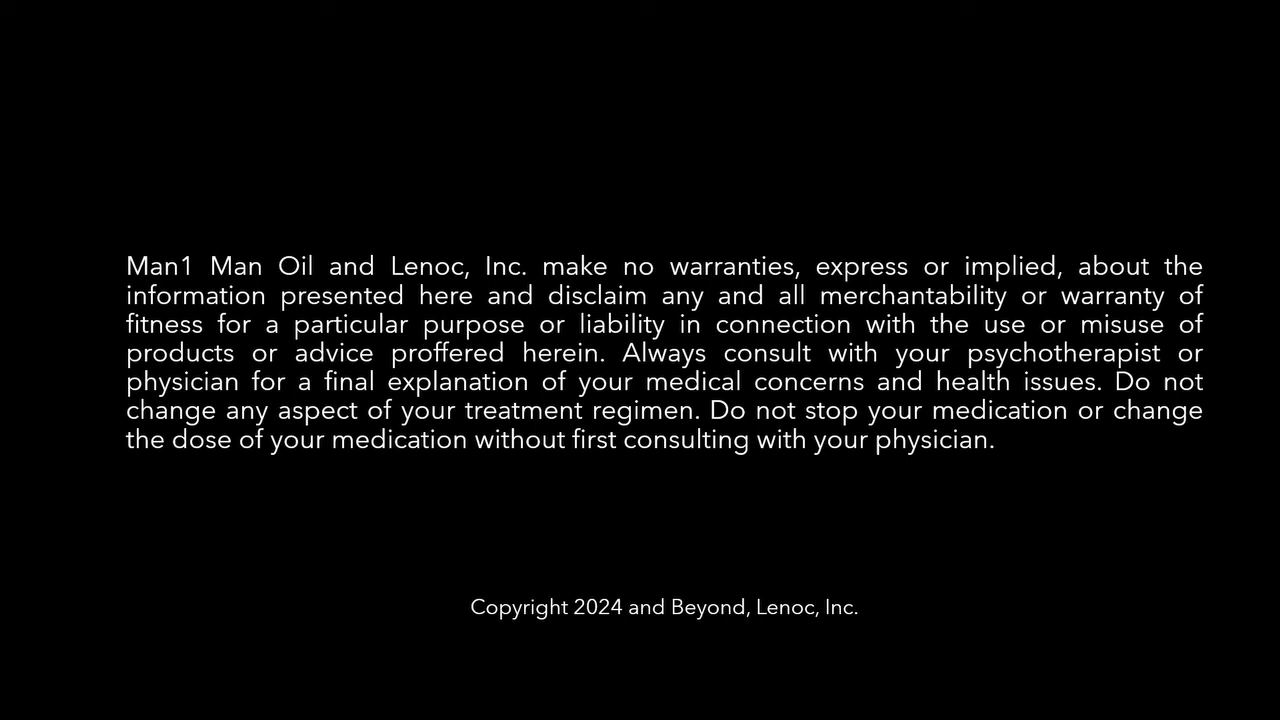 Man1 Man Oil and Lenoc, Inc. make no warranties, express or implied, about the
information presented here and disclaim any and all merchantability or warranty of
fitness for a particular purpose or liability in connection with the use or misuse of
products or advice proffered herein. Always consult with your psychotherapist or
physician for a final explanation of your medical concerns and health issues. Do not
change any aspect of your treatment regimen. Do not stop your medication or change
the dose of your medication without first consulting with your physician.
Copyright 2024 and Beyond, Lenoc, Inc.